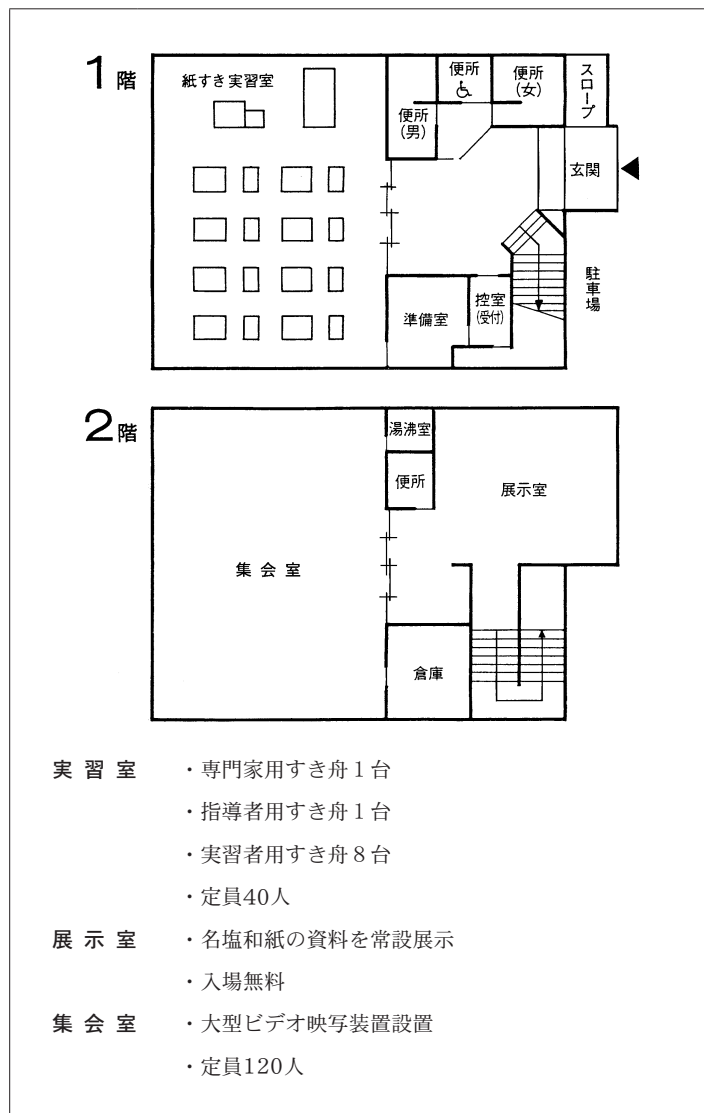 1階
紙すき実習室
便所
(男)
便所
便所
(女)
スロープ
玄関
駐車場
準備室
控室
(受付)
2階
湯沸室
便所
展示室
集会室
倉庫
実習室 ・専門家用すき舟1台
・指導者用すき舟1台
・実習者用すき舟8台
・定員40人
展示室 ・名塩和紙の資料を常設展示
・入場無料
集会室 ・大型ビデオ映写装置設置
・定員120人